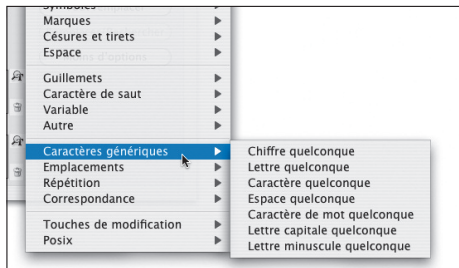 Symboles
Marques
Césures et tirets
Espace
Guillemets
Caractère de saut
Variable
Autre
Caractères génériques
Emplacements
Répétition
Correspondance
Touches de modification
Posix
Chiffre quelconque
Lettre quelconque
Caractère quelconque
Espace quelconque
Caractère de mot quelconque
Lettre capitale quelconque
Lettre minuscule quelconque